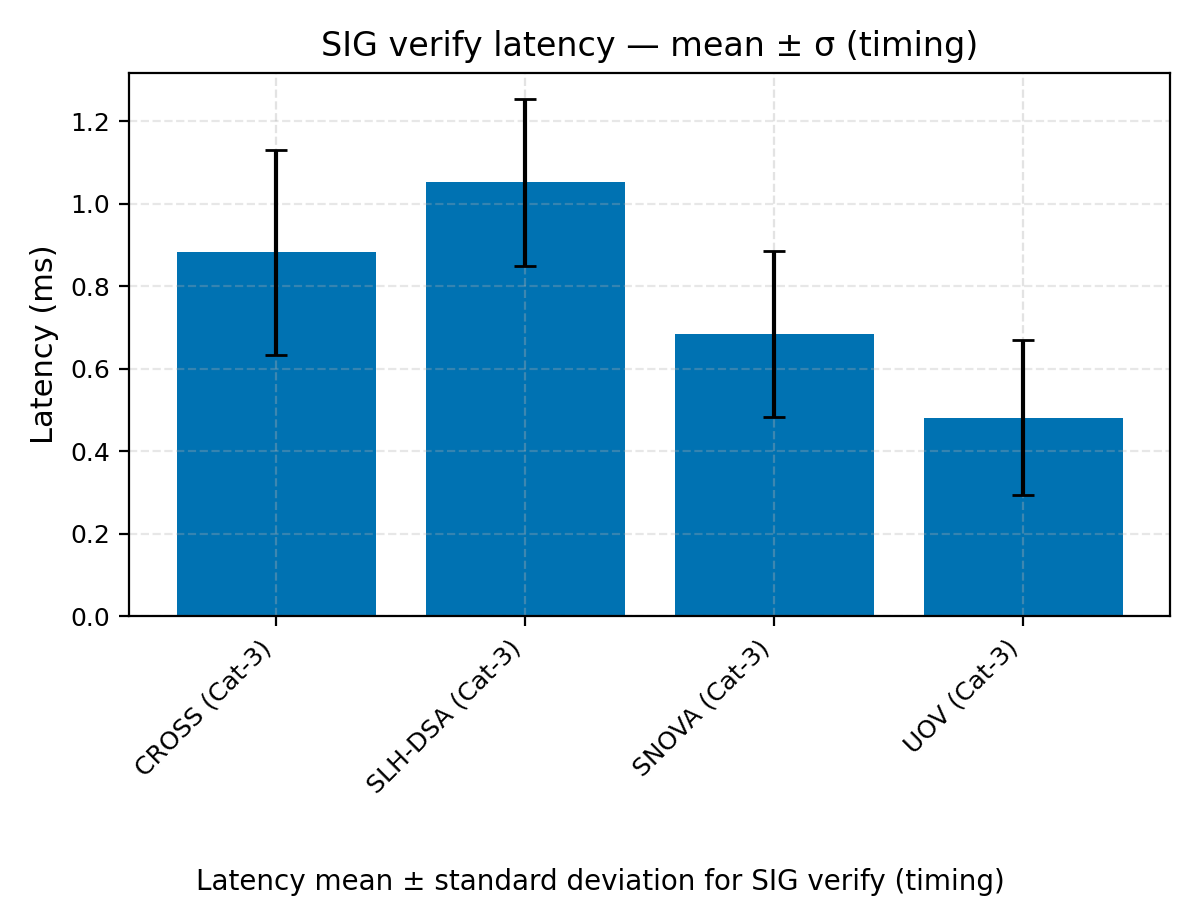 SIG verify latency — mean ± σ (timing)
Latency (ms)
1.2
1.0
0.8
0.6
0.4
0.2
0.0
CROSS (Cat-3)
SLH-DSA (Cat-3)
SNOVA (Cat-3)
UOV (Cat-3)
Latency mean ± standard deviation for SIG verify (timing)